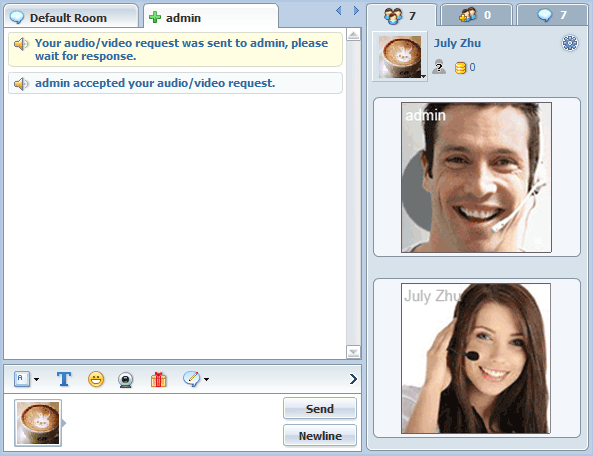 Default Room
admin
Your audio/video request was sent to admin, please
wait for response.
admin accepted your audio/video request.
A
T
Send
Newline
7
0
7
July Zhu
?
0
admin
July Zhu